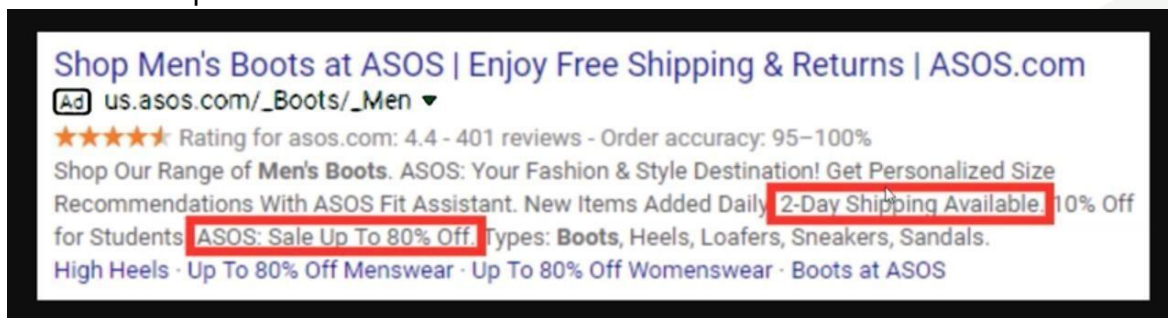 Shop Men's Boots at ASOS | Enjoy Free Shipping & Returns | ASOS.com
Ad us.asos.com/_Boots/_Men ▼
Rating for asos.com: 4.4 - 401 reviews - Order accuracy: 95–100%
Shop Our Range of Men's Boots. ASOS: Your Fashion & Style Destination! Get Personalized Size
Recommendations With ASOS Fit Assistant. New Items Added Daily. 2-Day Shipping Available. 10% Off
for Students. ASOS: Sale Up To 80% Off. Types: Boots, Heels, Loafers, Sneakers, Sandals.
High Heels · Up To 80% Off Menswear · Up To 80% Off Womenswear · Boots at ASOS